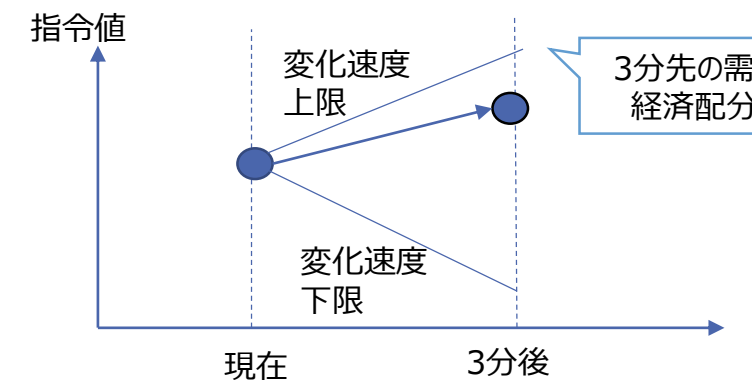 指令値
変化速度
上限
3分先の需
経済配分
変化速度
下限
現在
3分後